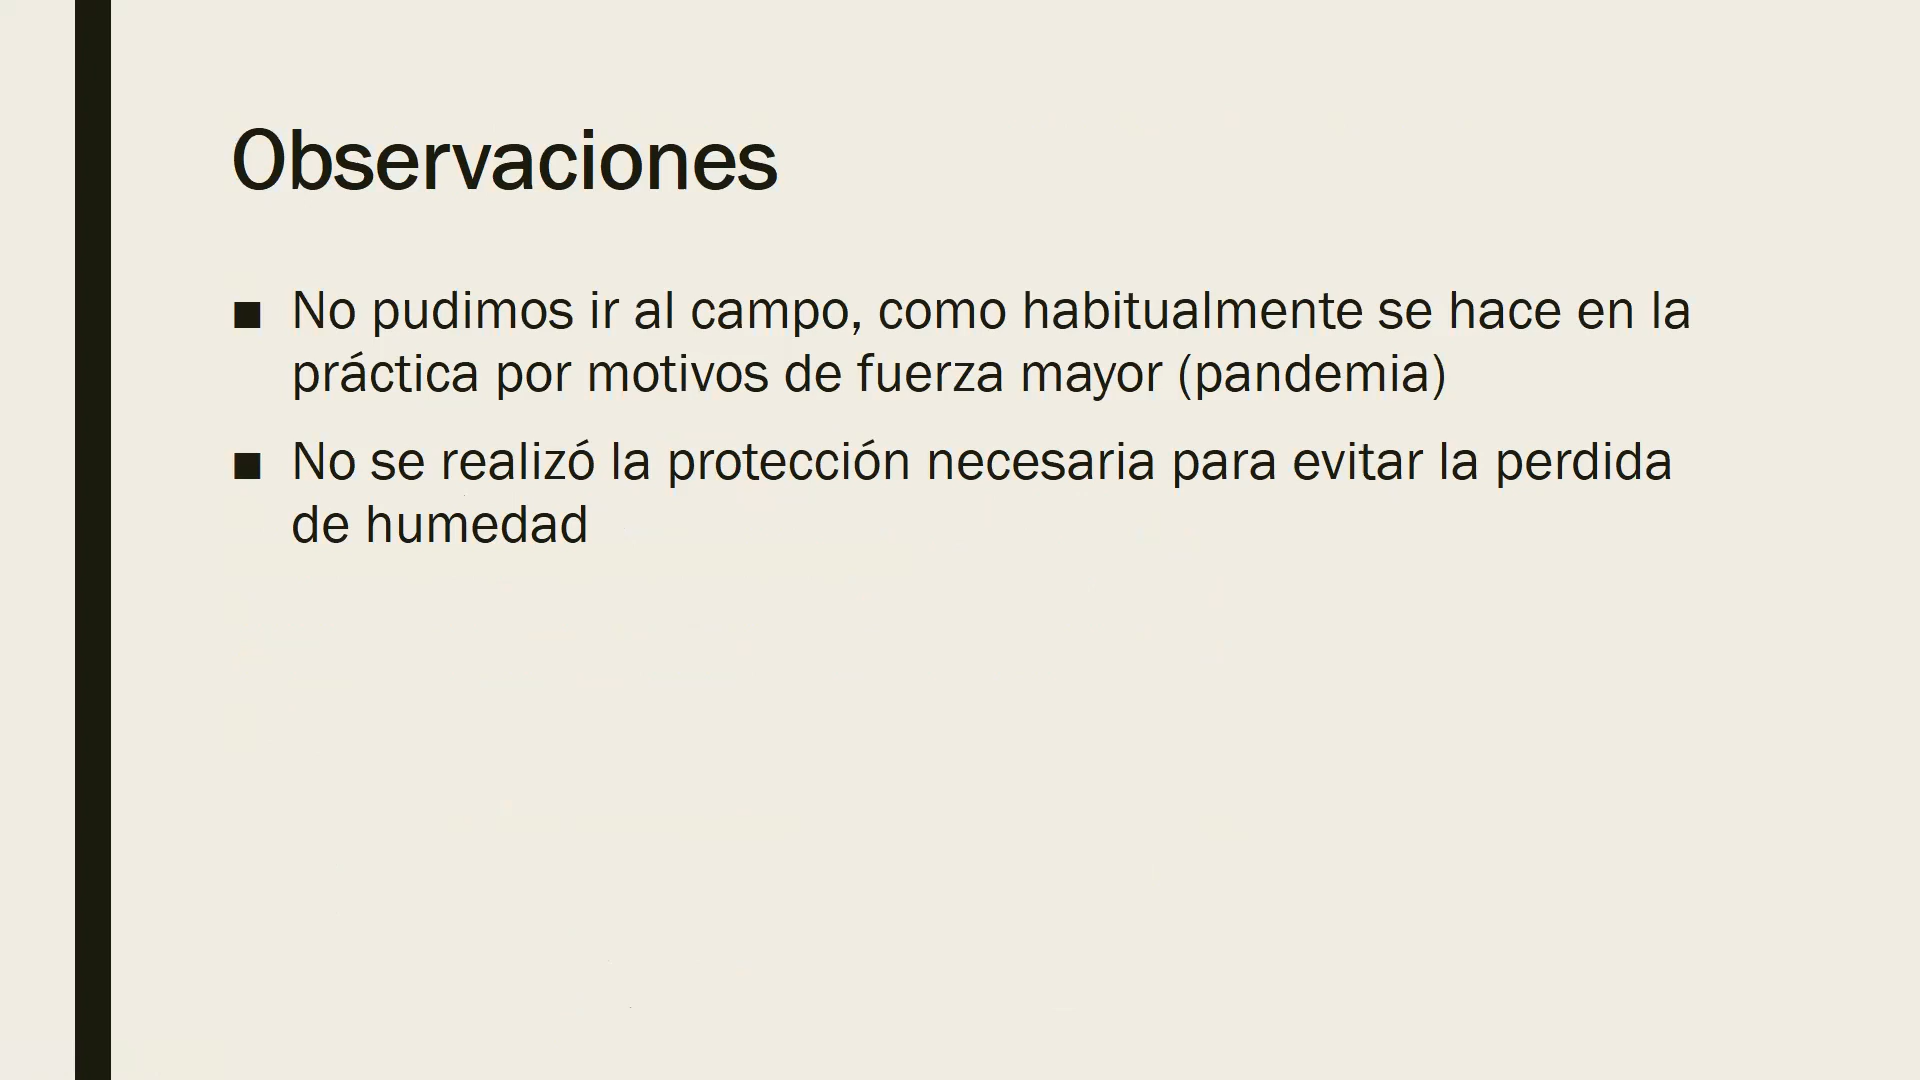 Observaciones
■ No pudimos ir al campo, como habitualmente se hace en la
práctica por motivos de fuerza mayor (pandemia)
■ No se realizó la protección necesaria para evitar la perdida
de humedad